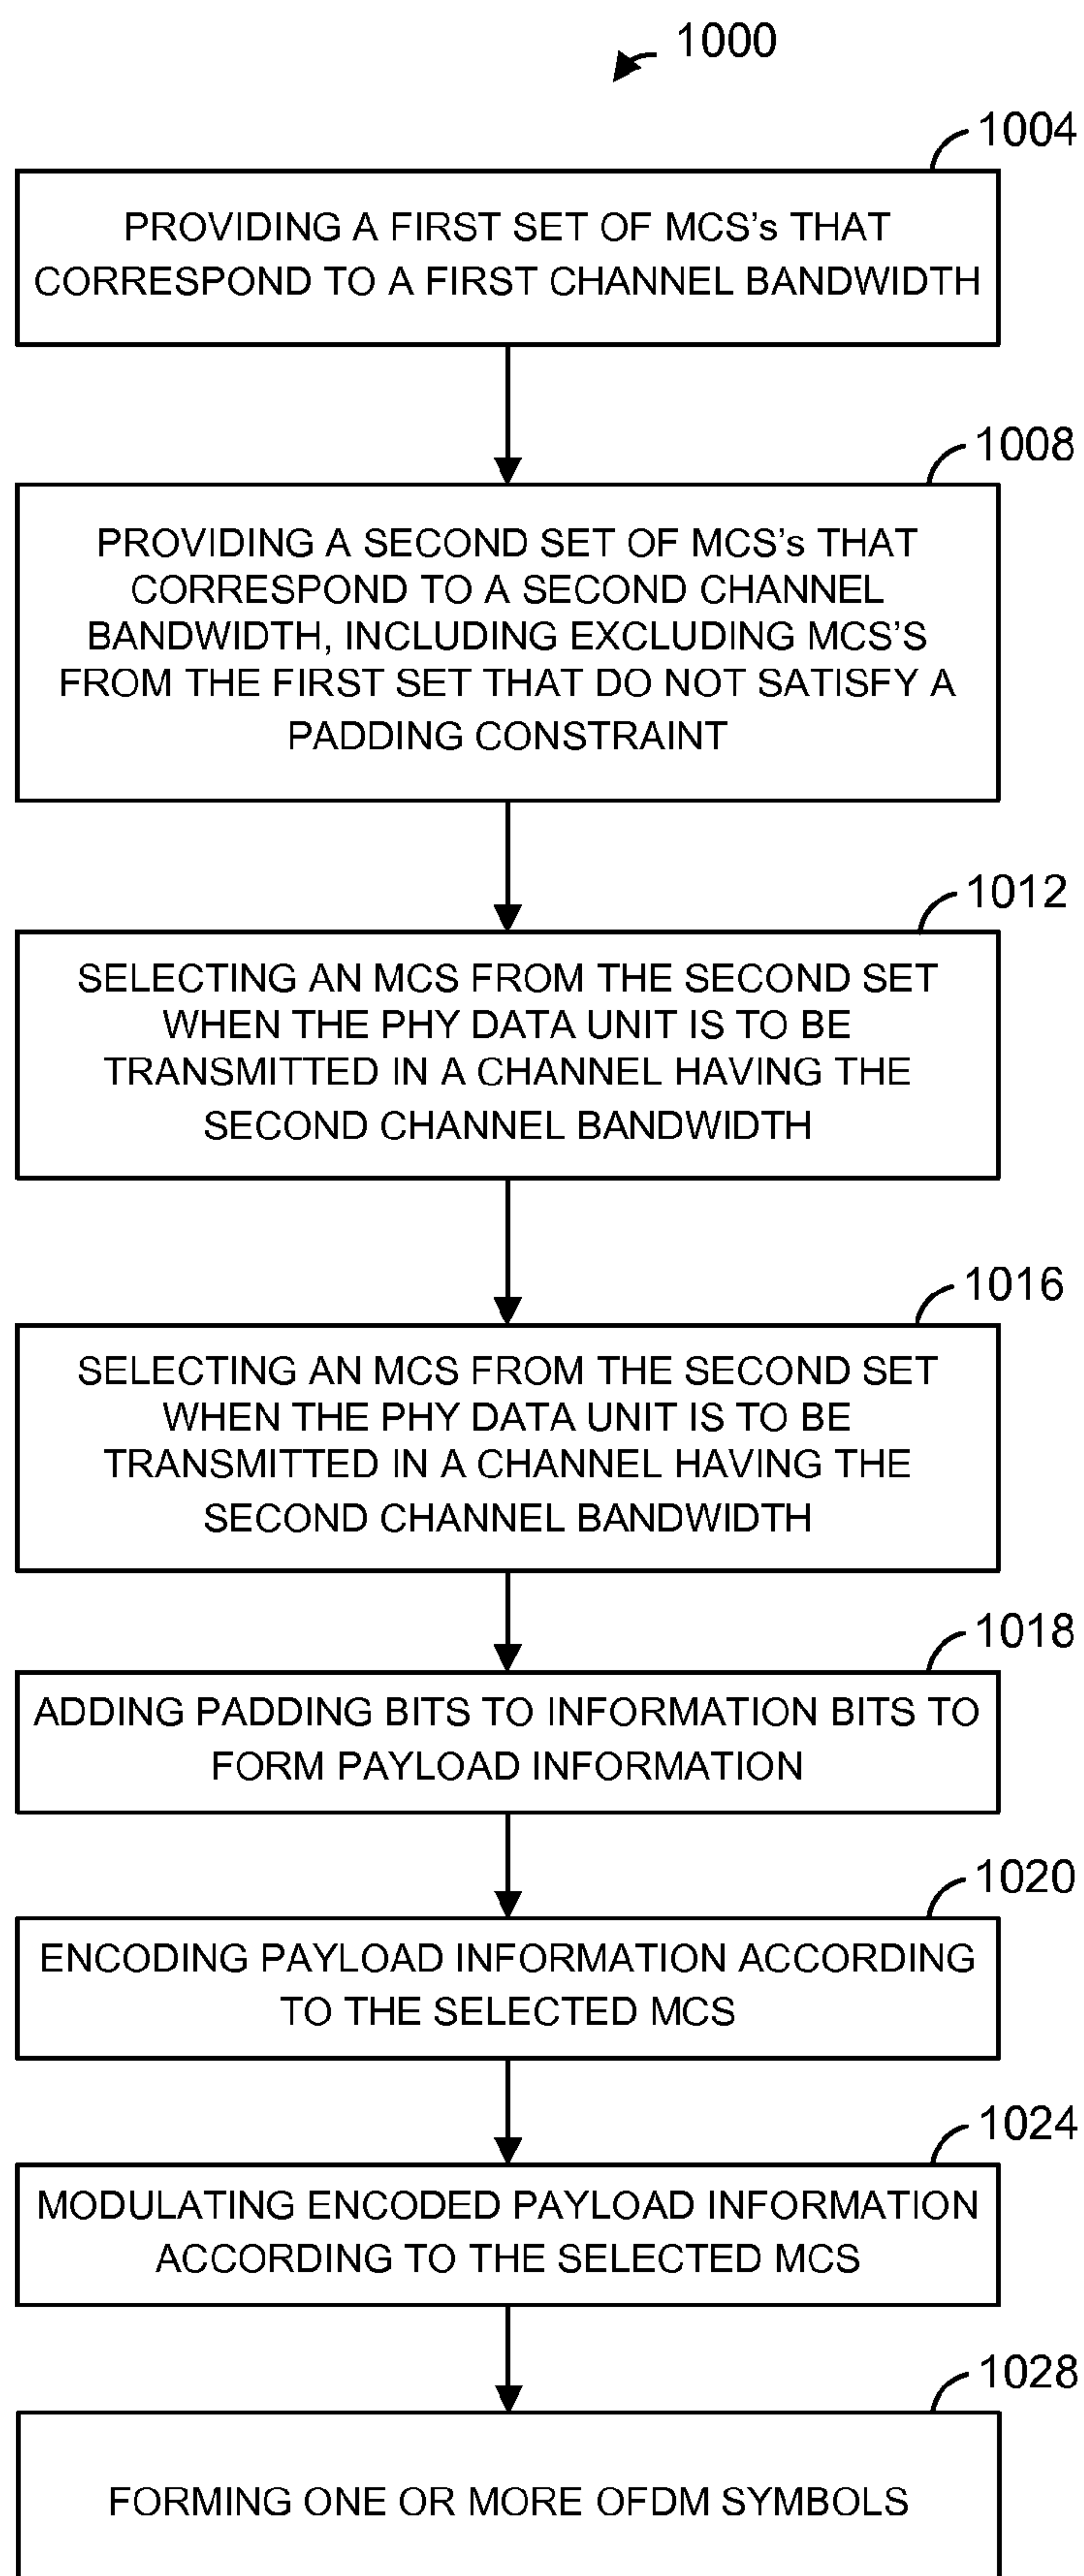 1000
1004
PROVIDING A FIRST SET OF MCS's THAT
CORRESPOND TO A FIRST CHANNEL BANDWIDTH
1008
PROVIDING A SECOND SET OF MCS's THAT
CORRESPOND TO A SECOND CHANNEL
BANDWIDTH, INCLUDING EXCLUDING MCS'S
FROM THE FIRST SET THAT DO NOT SATISFY A
PADDING CONSTRAINT
1012
SELECTING AN MCS FROM THE SECOND SET
WHEN THE PHY DATA UNIT IS TO BE
TRANSMITTED IN A CHANNEL HAVING THE
SECOND CHANNEL BANDWIDTH
1016
SELECTING AN MCS FROM THE SECOND SET
WHEN THE PHY DATA UNIT IS TO BE
TRANSMITTED IN A CHANNEL HAVING THE
SECOND CHANNEL BANDWIDTH
1018
ADDING PADDING BITS TO INFORMATION BITS TO
FORM PAYLOAD INFORMATION
1020
ENCODING PAYLOAD INFORMATION ACCORDING
TO THE SELECTED MCS
1024
MODULATING ENCODED PAYLOAD INFORMATION
ACCORDING TO THE SELECTED MCS
1028
FORMING ONE OR MORE OFDM SYMBOLS